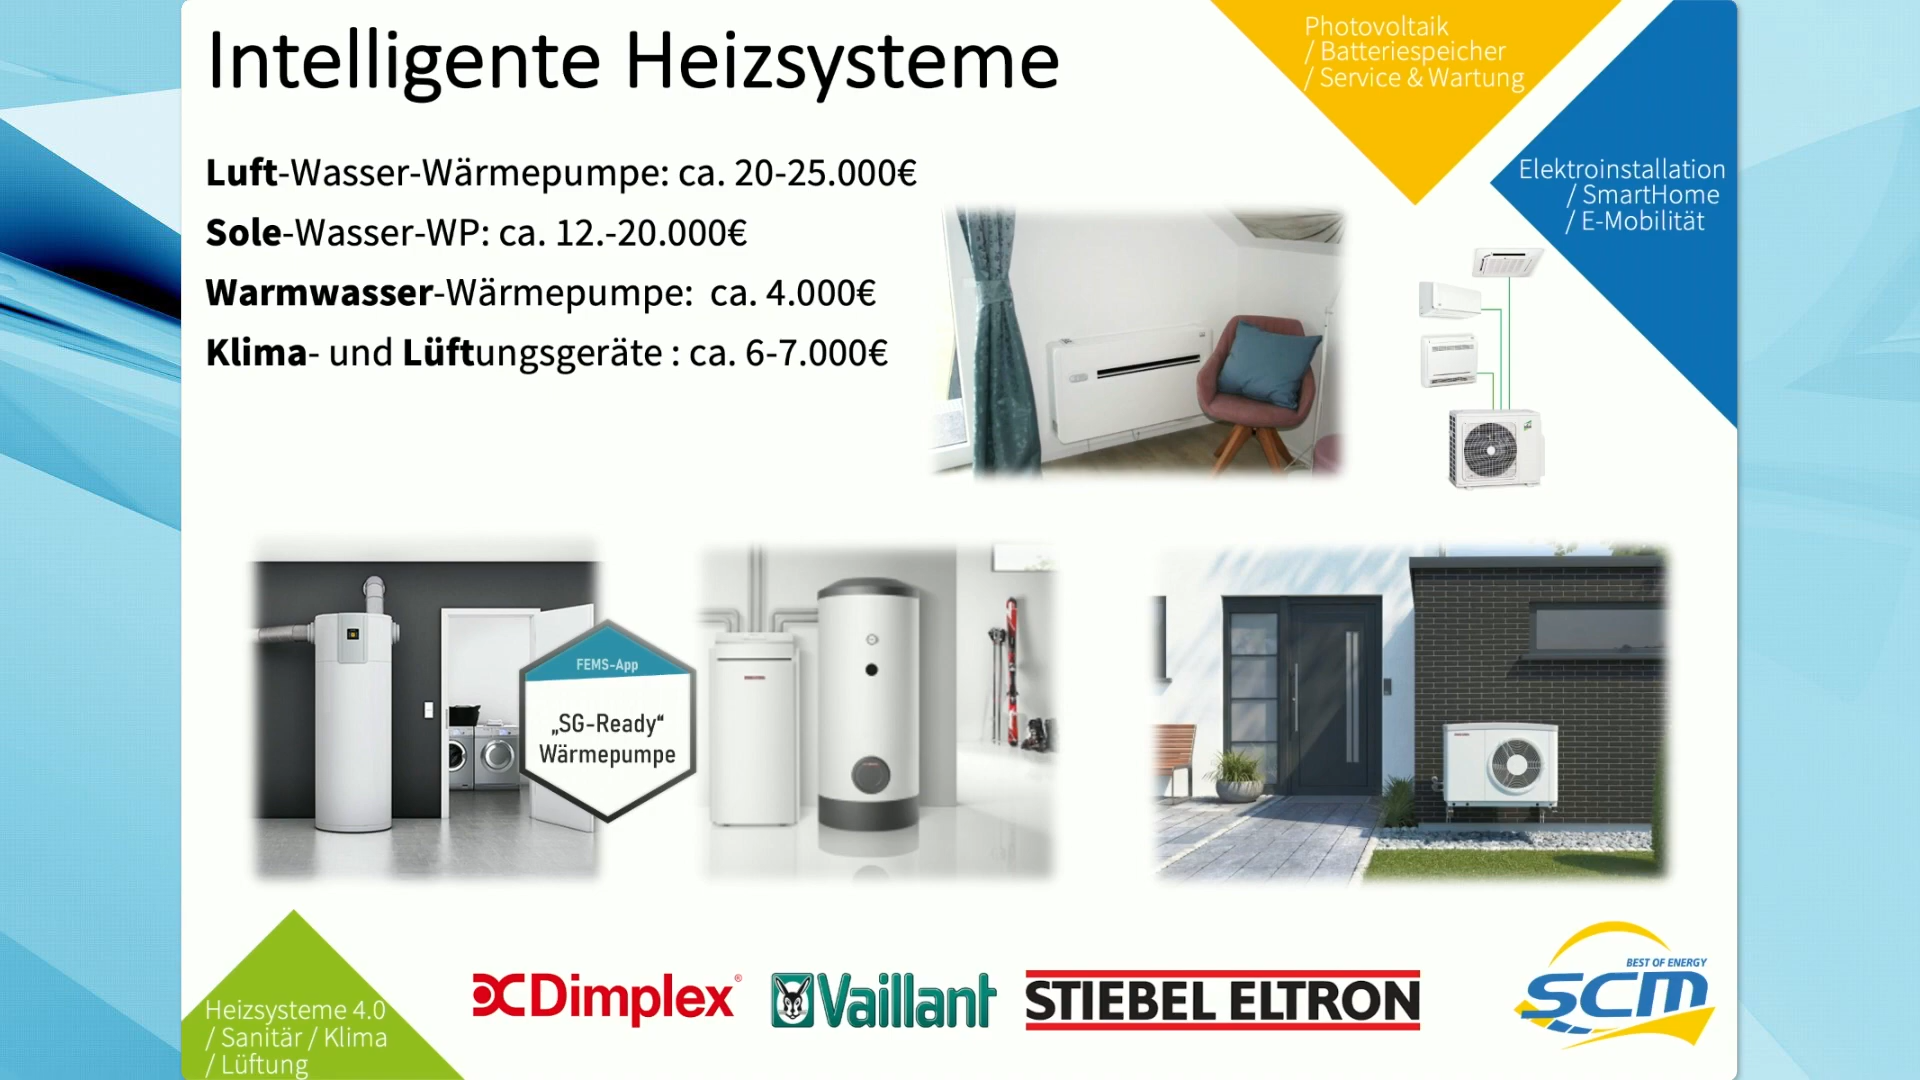 Intelligente Heizsysteme
Photovoltaik
/ Batteriespeicher
/ Service & Wartung
Elektroinstallation
/ SmartHome
/ E-Mobilität
Luft-Wasser-Wärmepumpe: ca. 20-25.000€
Sole-Wasser-WP: ca. 12.-20.000€
Warmwasser-Wärmepumpe:  ca. 4.000€
Klima- und Lüftungsgeräte : ca. 6-7.000€
FEMS-App
„SG-Ready“
Wärmepumpe
Heizsysteme 4.0
/ Sanitär / Klima
/ Lüftung
Dimplex®
Vaillant
STIEBEL ELTRON
BEST OF ENERGY
SCM